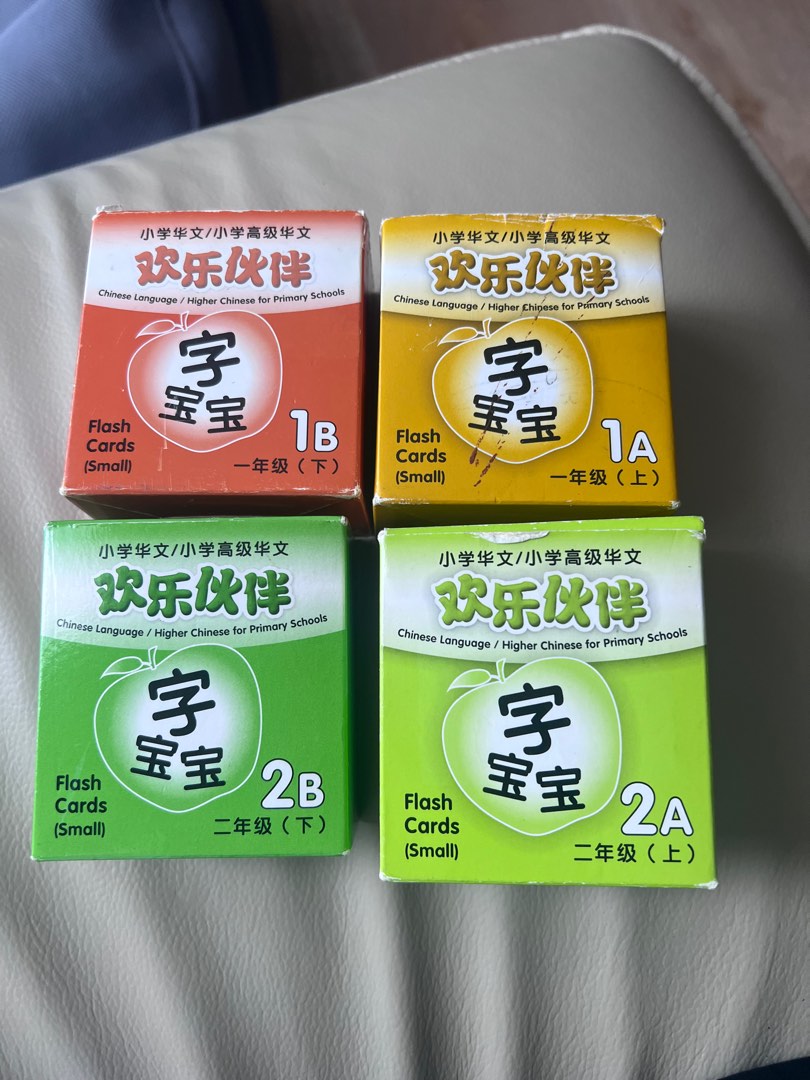 小学华文/小学高级华文
欢乐伙伴
Chinese Language / Higher Chinese for Primary Schools
字
宝宝
Flash
Cards
(Small)
1B
一年级（下）
小学华文/小学高级华文
欢乐伙伴
Chinese Language / Higher Chinese for Primary Schools
字
宝宝
Flash
Cards
(Small)
1A
一年级（上）
小学华文/小学高级华文
欢乐伙伴
Chinese Language / Higher Chinese for Primary Schools
字
宝宝
Flash
Cards
(Small)
2B
二年级（下）
小学华文/小学高级华文
欢乐伙伴
Chinese Language / Higher Chinese for Primary Schools
字
宝宝
Flash
Cards
(Small)
2A
二年级（上）